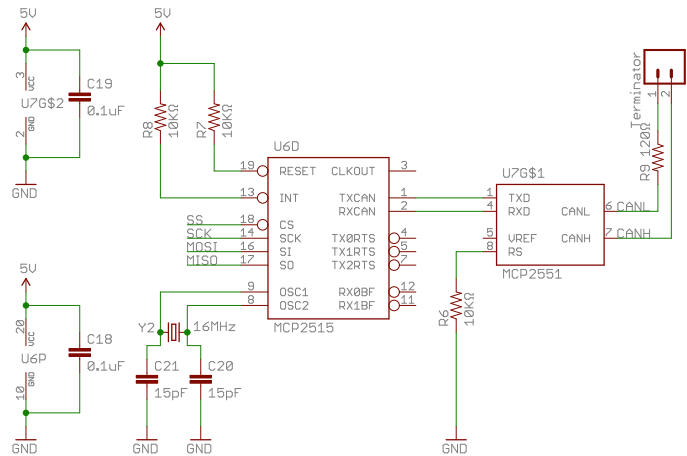 5V
3
VCC
U7G$2
GND
2
C19
0.1uF
GND
5V
R8
10KΩ
R7
10KΩ
U6D
19 RESET CLKOUT 3
13 INT TXCAN 1
RXCAN 2
SS 18 CS TX0RTS 4
SCK 14 SCK TX1RTS 5
MOSI 16 SI TX2RTS 7
MISO 17 SO
9 OSC1 RX0BF 12
8 OSC2 RX1BF 11
MCP2515
Y2
16MHz
C21
15pF
C20
15pF
GND
GND
U7G$1
1 TXD
4 RXD CANL 6 CANL
5 VREF CANH 7 CANH
8 RS
MCP2551
R6
10KΩ
GND
Terminator
1
2
R9 120Ω
5V
20
VCC
U6P
GND
10
C18
0.1uF
GND